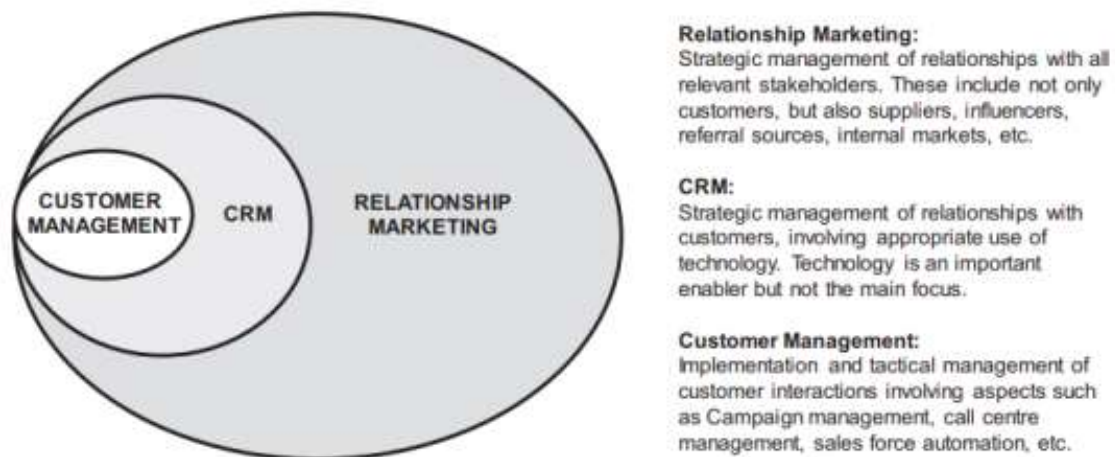 CUSTOMER
MANAGEMENT
CRM
RELATIONSHIP
MARKETING
Relationship Marketing:
Strategic management of relationships with all
relevant stakeholders. These include not only
customers, but also suppliers, influencers,
referral sources, internal markets, etc.
CRM:
Strategic management of relationships with
customers, involving appropriate use of
technology. Technology is an important
enabler but not the main focus.
Customer Management:
Implementation and tactical management of
customer interactions involving aspects such
as Campaign management, call centre
management, sales force automation, etc.